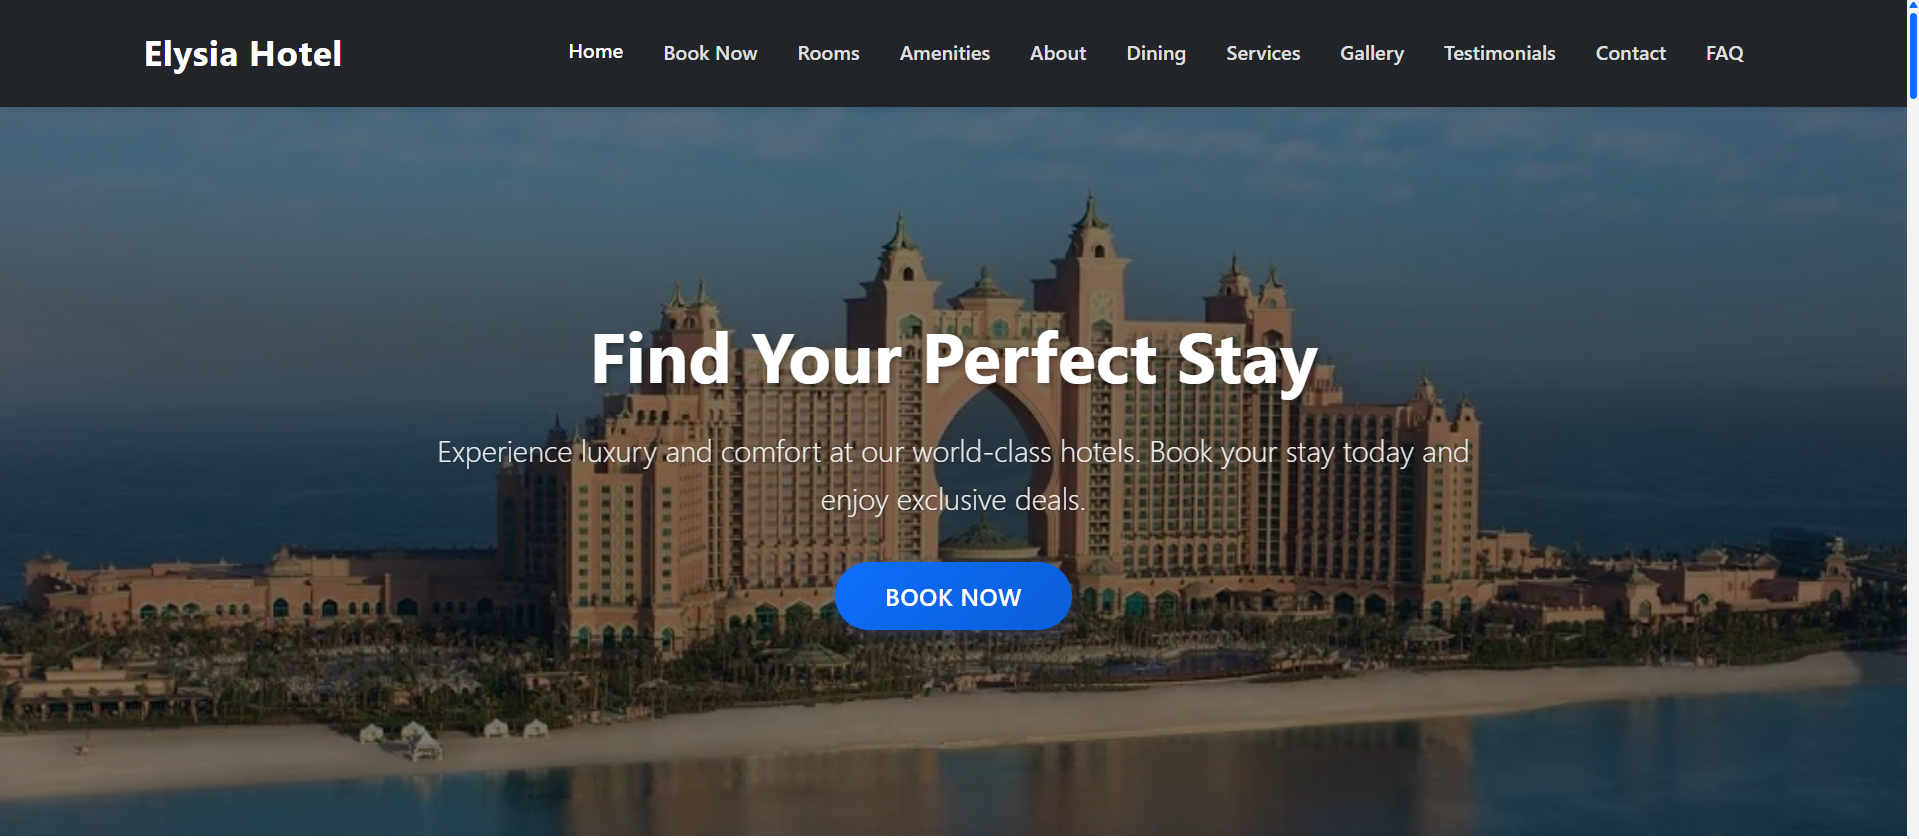 Elysia Hotel
Home Book Now Rooms Amenities About Dining Services Gallery Testimonials Contact FAQ
Find Your Perfect Stay
Experience luxury and comfort at our world-class hotels. Book your stay today and
enjoy exclusive deals.
BOOK NOW